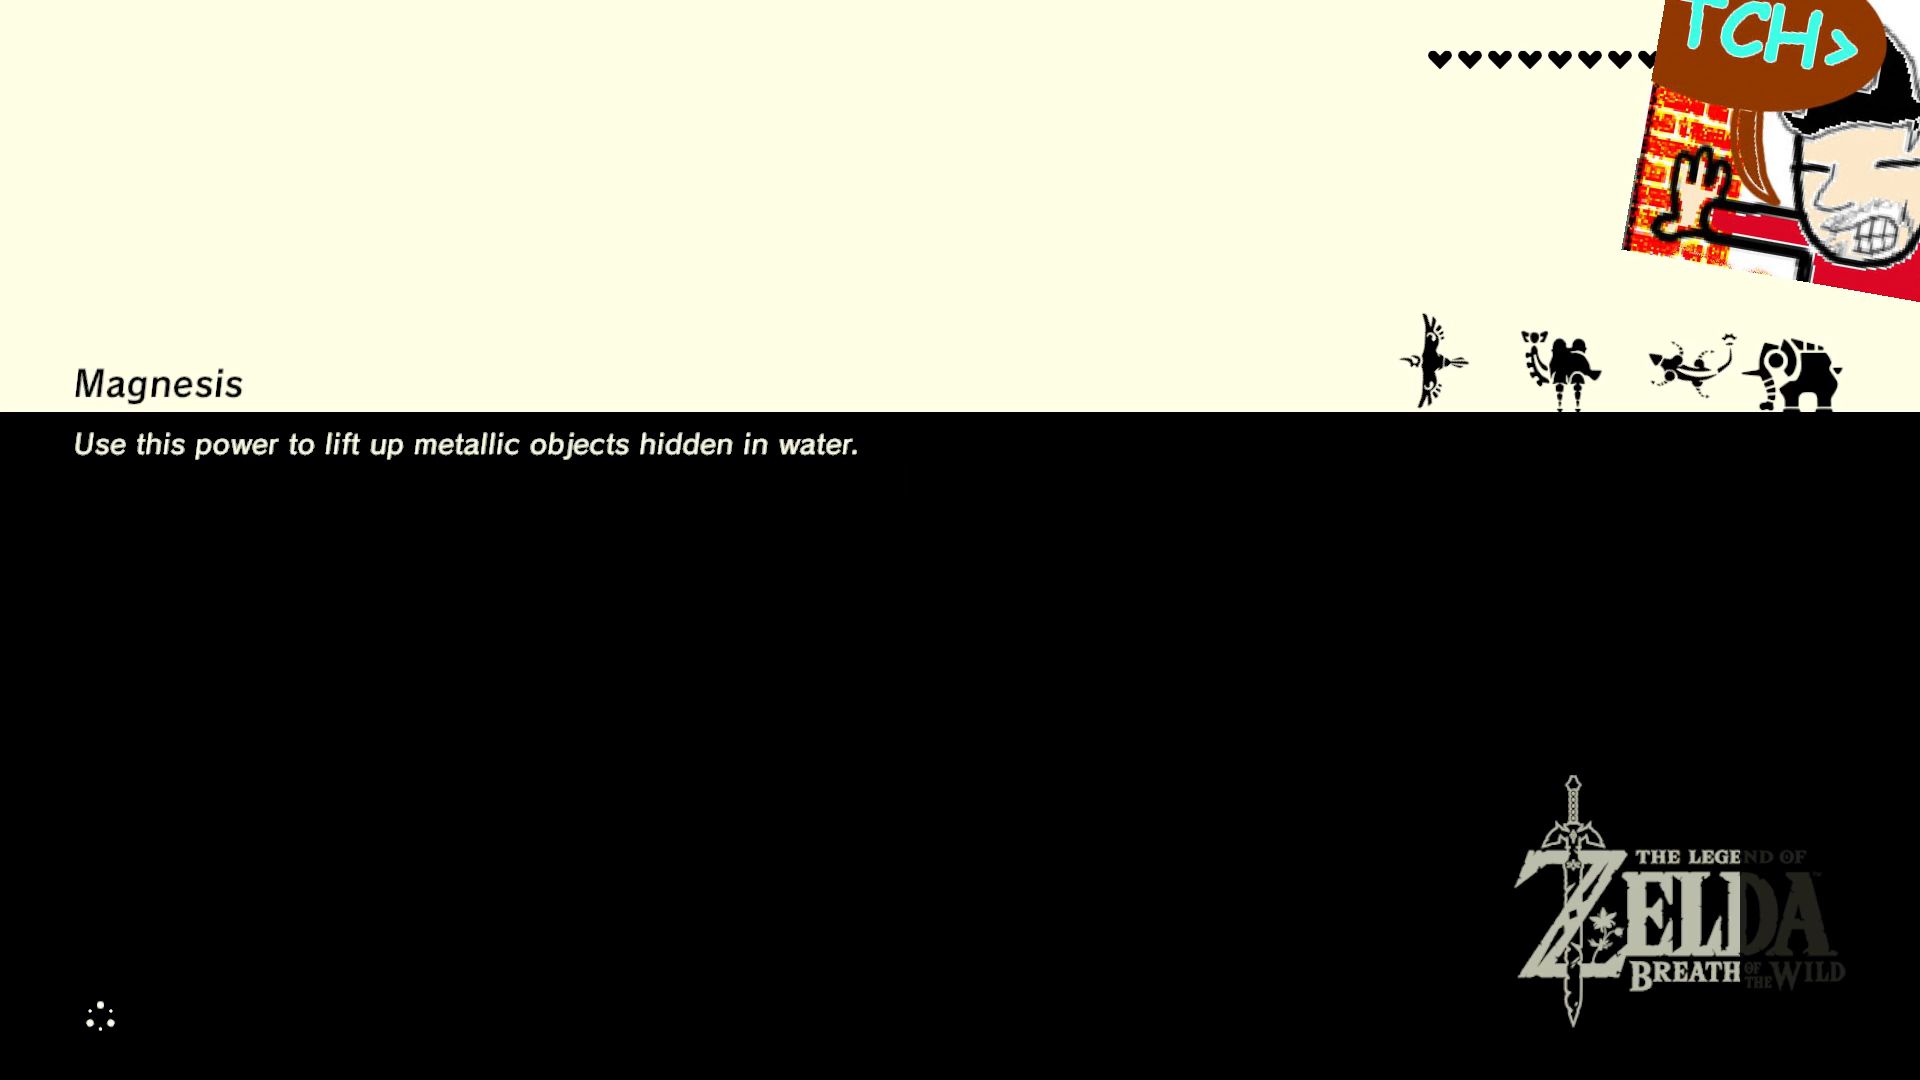 TCH>
Magnesis
Use this power to lift up metallic objects hidden in water.
THE LEGEND OF
ZELDA
BREATH OF THE WILD